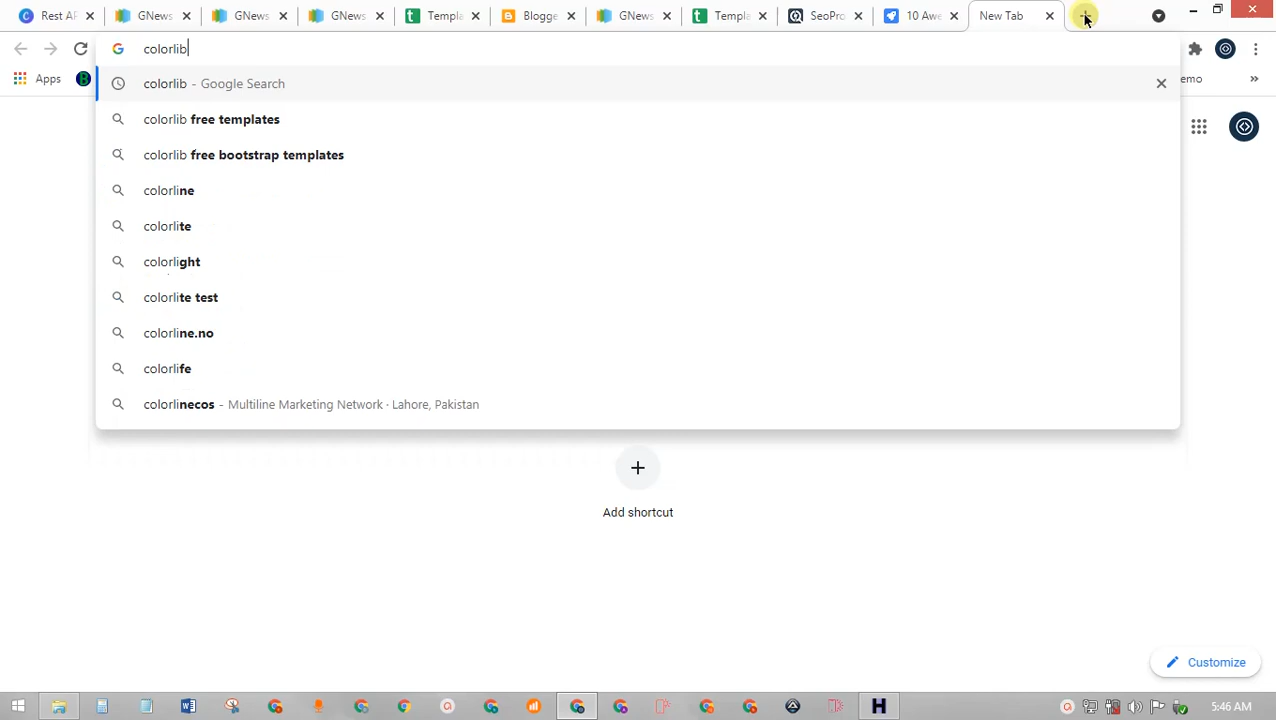 Rest AP
GNews
GNews
GNews
Templa
Blogge
GNews
Templa
SeoPro
10 Awe
New Tab
colorlib
Apps
emo
colorlib - Google Search
colorlib free templates
colorlib free bootstrap templates
colorline
colorlite
colorlight
colorlite test
colorline.no
colorlife
colorlinecos - Multiline Marketing Network · Lahore, Pakistan
Add shortcut
Customize
5:46 AM